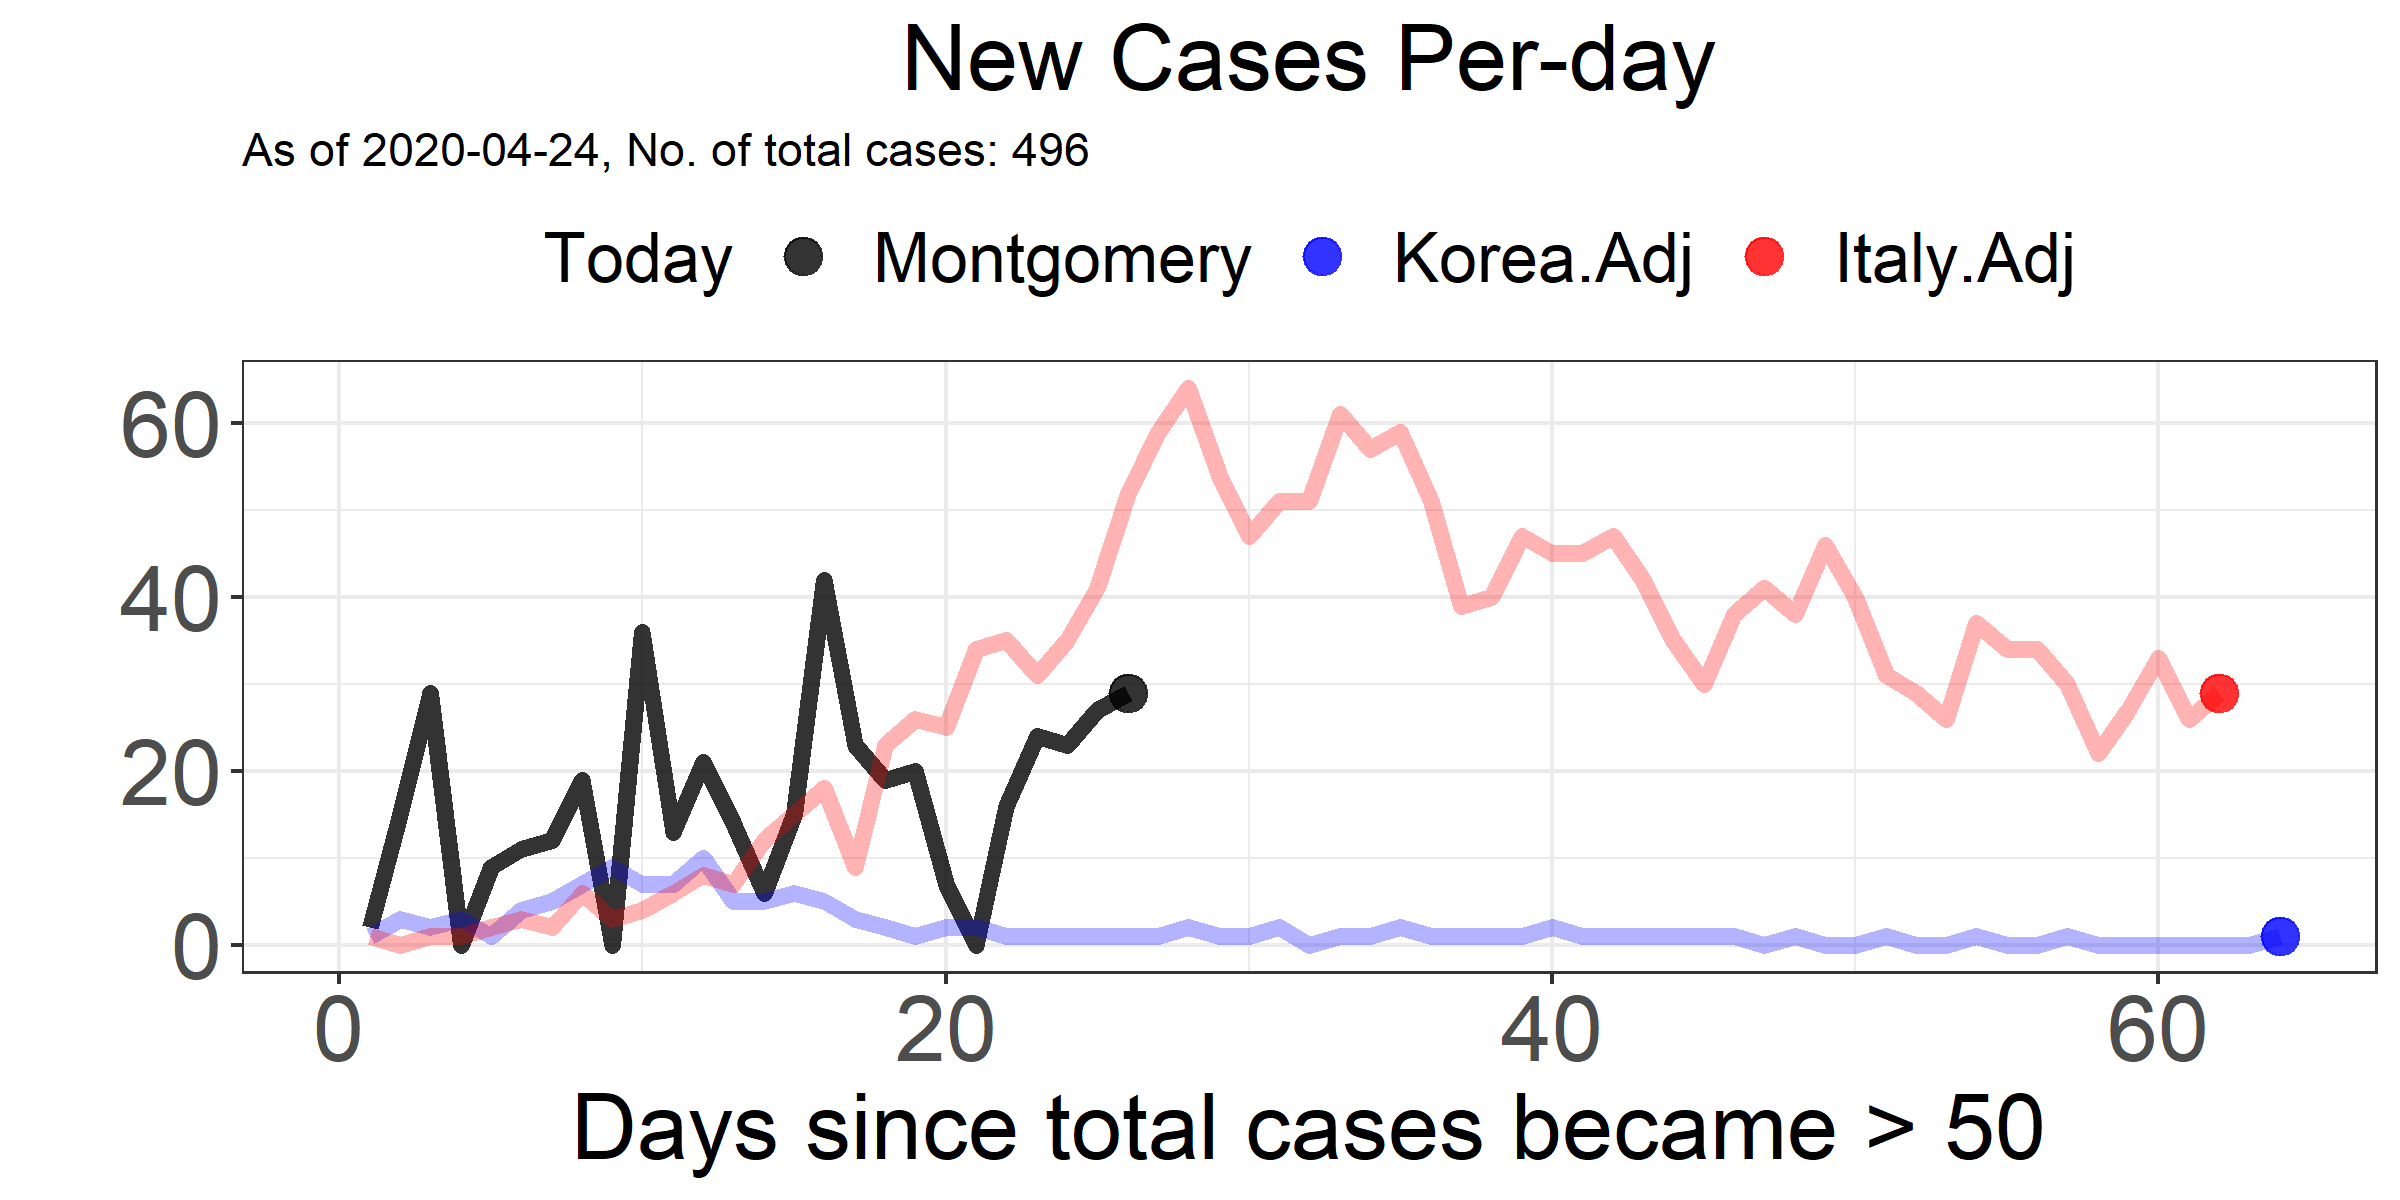 New Cases Per-day
As of 2020-04-24, No. of total cases: 496
Today Montgomery Korea.Adj Italy.Adj
60
40
20
0
0 20 40 60
Days since total cases became > 50